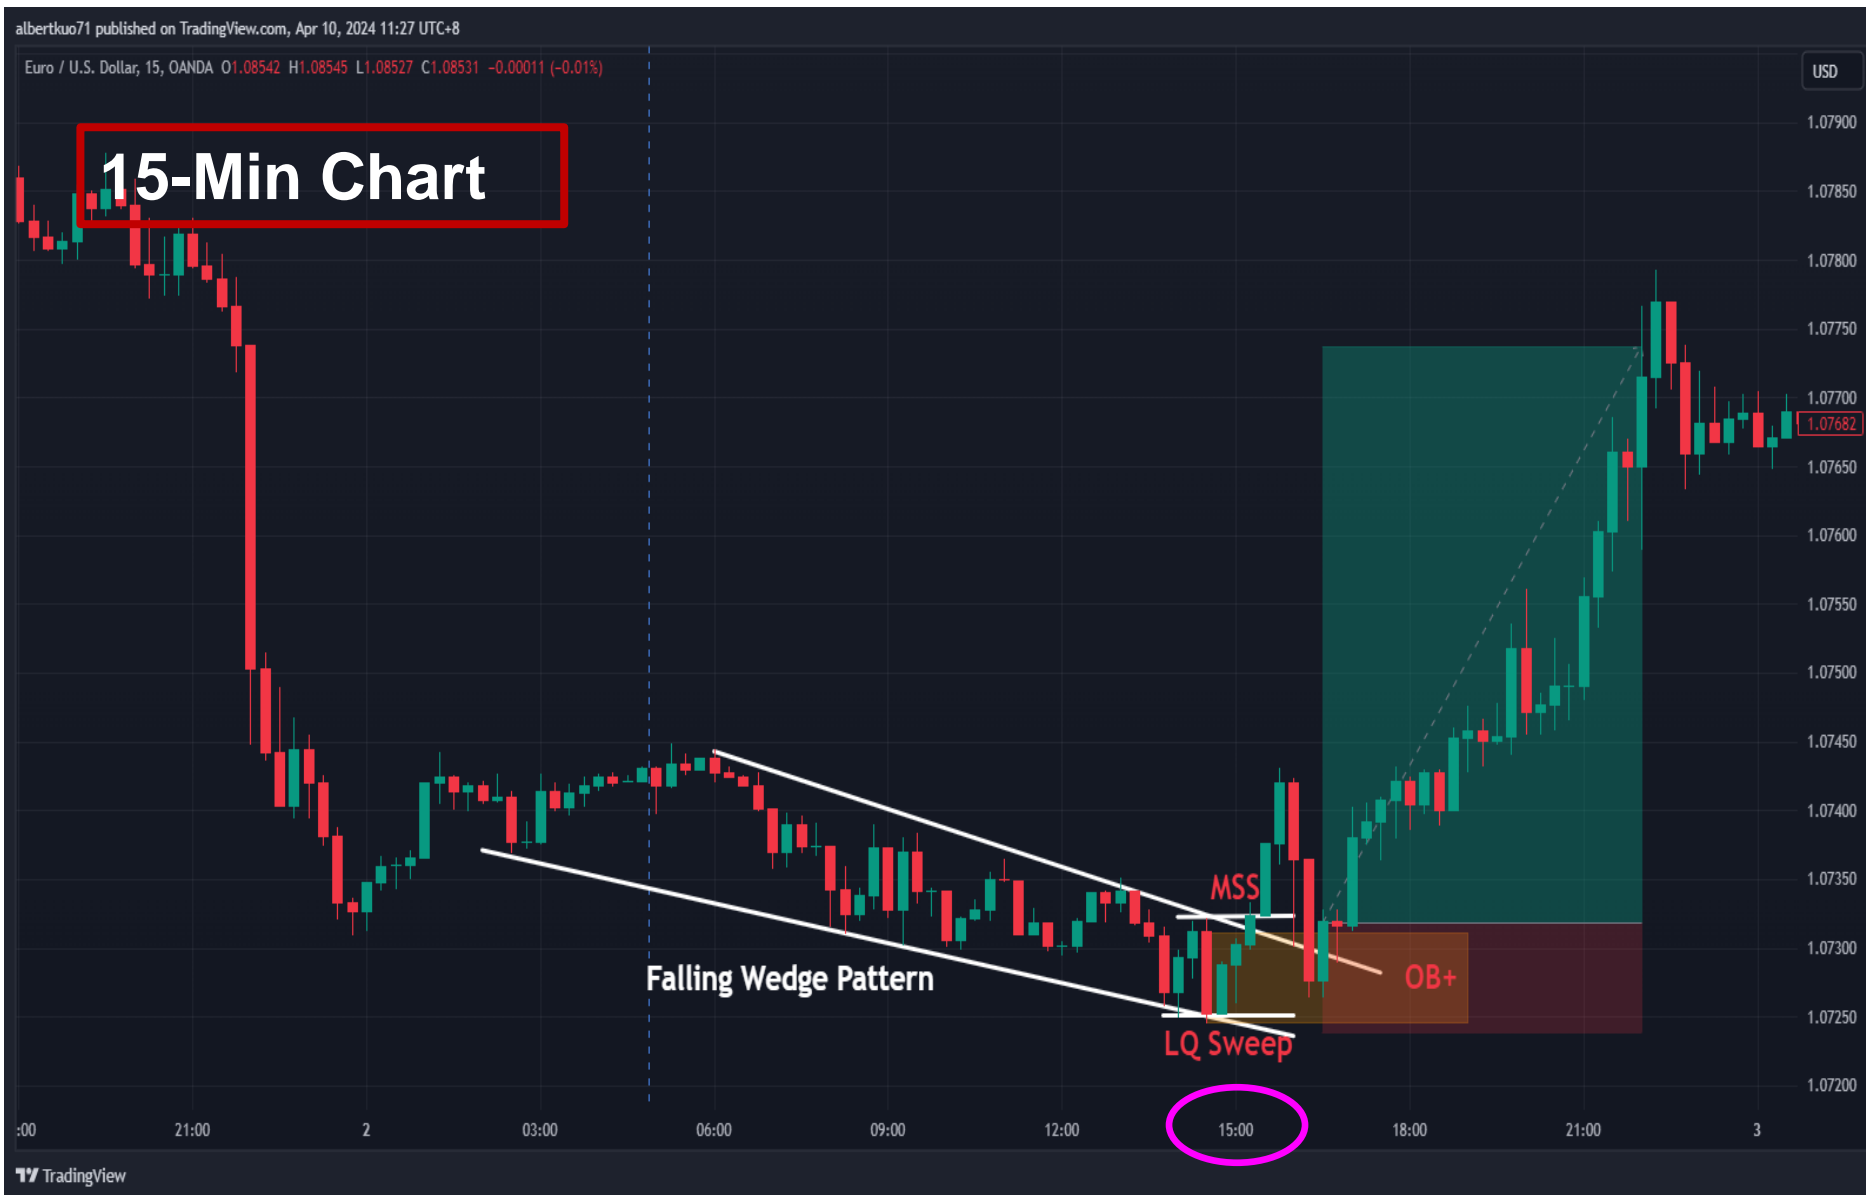 albertkuo71 published on TradingView.com, Apr 10, 2024 11:27 UTC+8
Euro / U.S. Dollar, 15, OANDA O1.08542 H1.08545 L1.08527 C1.08531 −0.00011 (−0.01%)
USD
15-Min Chart
1.07900
1.07850
1.07800
1.07750
1.07700
1.07682
1.07650
1.07600
1.07550
1.07500
1.07450
1.07400
1.07350
1.07300
1.07250
1.07200
MSS
Falling Wedge Pattern
OB+
LQ Sweep
:00 21:00 2 03:00 06:00 09:00 12:00 15:00 18:00 21:00 3
TradingView